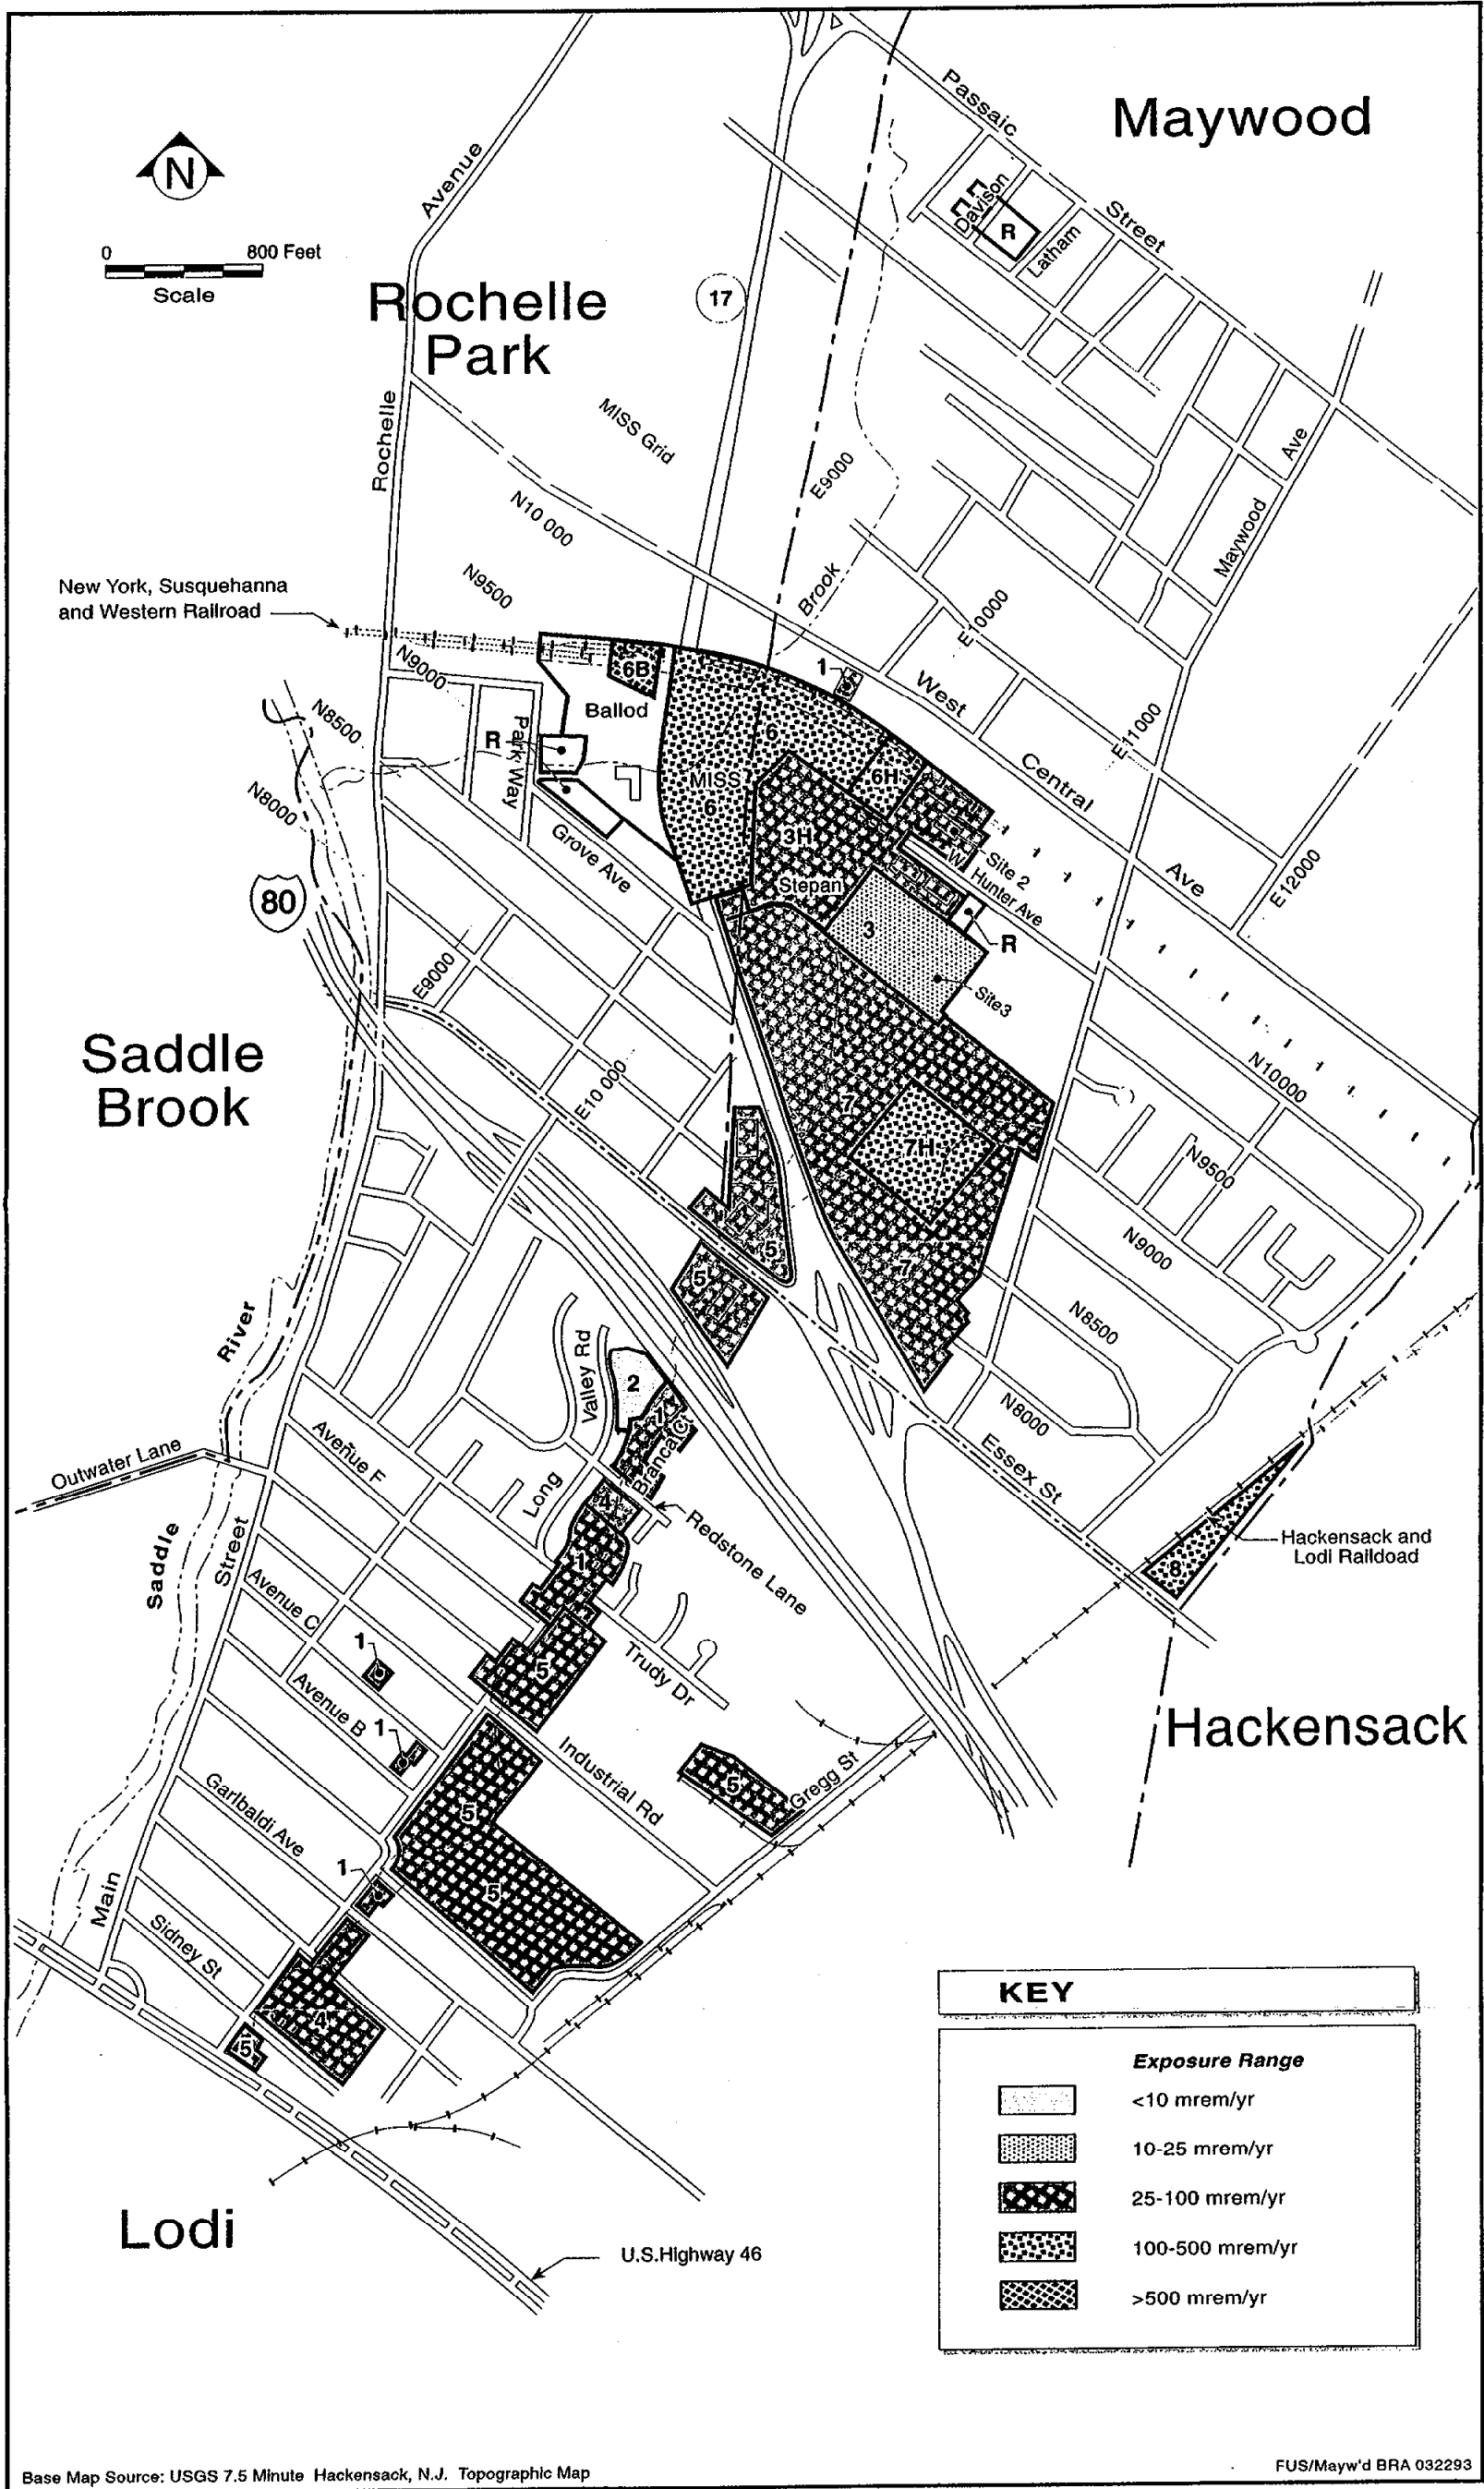 Passaic
Maywood
N
Avenue
Davison
R
Street
Latham
0 800 Feet
Scale
Rochelle
Park
17
Rochelle
MISS Grid
Ave
E9000
N10 000
Maywood
New York, Susquehanna
and Western Railroad
N9500
Brook
E10000
N9000
6B
1
West
Ballod
N8500
R
Park Way
6
E11000
MISS
6
6H
Central
N8000
3H
Site 2
W
Hunter Ave
Grove Ave
Stepan
Ave
E12000
80
3
R
E9000
Site3
Saddle
Brook
E10 000
N10000
7
7H
N9500
5
N9000
7
5
River
N8500
Valley Rd
2
N8000
1
Branca Ct
Avenue F
Outwater Lane
Essex St
Long
4
Redstone Lane
Hackensack and
Lodi Raildoad
Saddle
Street
1
8
Avenue C
1
5
Trudy Dr
Avenue B
1
Hackensack
Industrial Rd
5
Gregg St
Garibaldi Ave
5
1
5
Main
Sidney St
4
5
KEY
Exposure Range
<10 mrem/yr
10-25 mrem/yr
25-100 mrem/yr
100-500 mrem/yr
>500 mrem/yr
Lodi
U.S.Highway 46
Base Map Source: USGS 7.5 Minute Hackensack, N.J. Topographic Map
FUS/Mayw'd BRA 032293